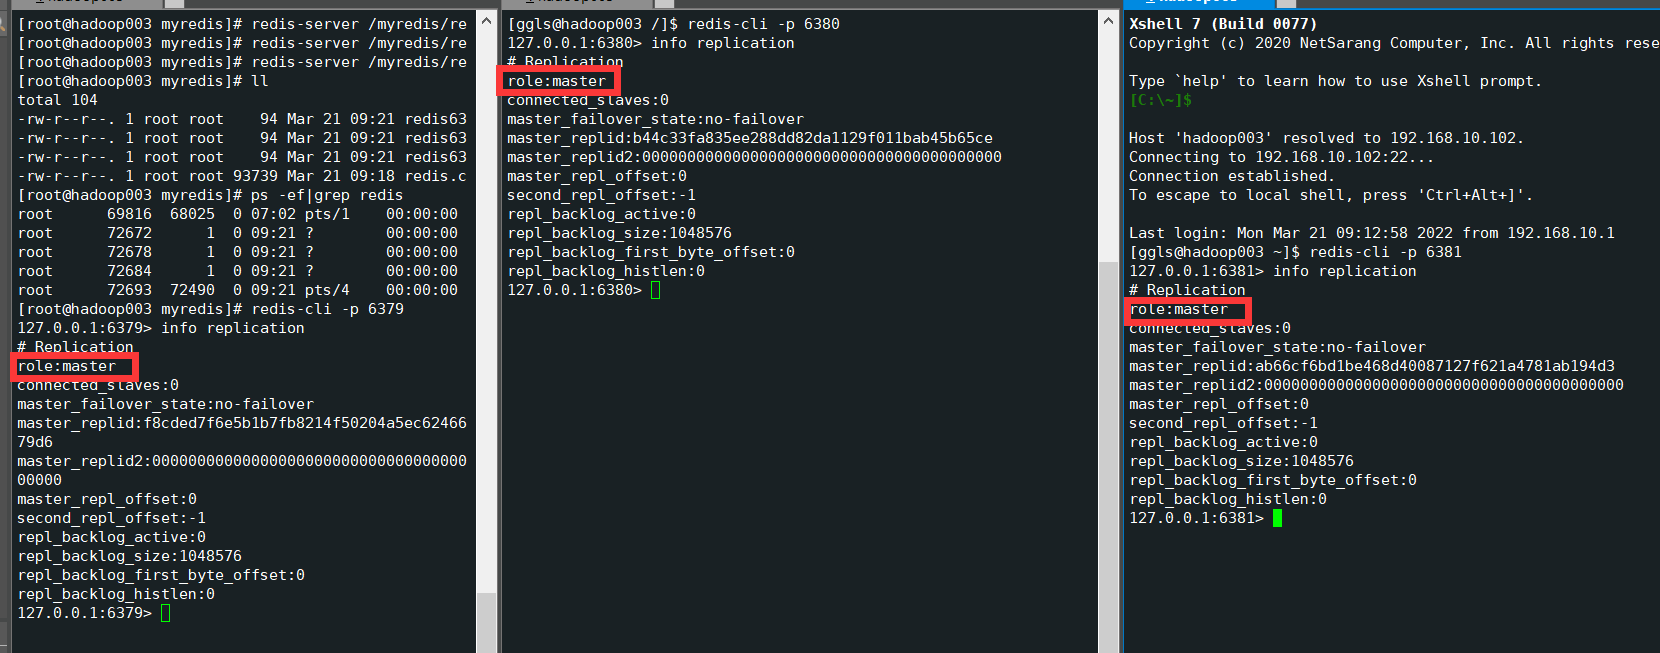 [root@hadoop003 myredis]# redis-server /myredis/re
[root@hadoop003 myredis]# redis-server /myredis/re
[root@hadoop003 myredis]# redis-server /myredis/re
[root@hadoop003 myredis]# ll
total 104
-rw-r--r--. 1 root root    94 Mar 21 09:21 redis63
-rw-r--r--. 1 root root    94 Mar 21 09:21 redis63
-rw-r--r--. 1 root root    94 Mar 21 09:21 redis63
-rw-r--r--. 1 root root 93739 Mar 21 09:18 redis.c
[root@hadoop003 myredis]# ps -ef|grep redis
root      69816  68025  0 07:02 pts/1    00:00:00
root      72672      1  0 09:21 ?        00:00:00
root      72678      1  0 09:21 ?        00:00:00
root      72684      1  0 09:21 ?        00:00:00
root      72693  72490  0 09:21 pts/4    00:00:00
[root@hadoop003 myredis]# redis-cli -p 6379
127.0.0.1:6379> info replication
# Replication
role:master
connected_slaves:0
master_failover_state:no-failover
master_replid:f8cded7f6e5b1b7fb8214f50204a5ec62466
79d6
master_replid2:00000000000000000000000000000000000
00000
master_repl_offset:0
second_repl_offset:-1
repl_backlog_active:0
repl_backlog_size:1048576
repl_backlog_first_byte_offset:0
repl_backlog_histlen:0
127.0.0.1:6379>
[ggls@hadoop003 /]$ redis-cli -p 6380
127.0.0.1:6380> info replication
# Replication
role:master
connected_slaves:0
master_failover_state:no-failover
master_replid:b44c33fa835ee288dd82da1129f011bab45b65ce
master_replid2:0000000000000000000000000000000000000000
master_repl_offset:0
second_repl_offset:-1
repl_backlog_active:0
repl_backlog_size:1048576
repl_backlog_first_byte_offset:0
repl_backlog_histlen:0
127.0.0.1:6380>
Xshell 7 (Build 0077)
Copyright (c) 2020 NetSarang Computer, Inc. All rights rese
Type `help' to learn how to use Xshell prompt.
[C:\~]$
Host 'hadoop003' resolved to 192.168.10.102.
Connecting to 192.168.10.102:22...
Connection established.
To escape to local shell, press 'Ctrl+Alt+]'.
Last login: Mon Mar 21 09:12:58 2022 from 192.168.10.1
[ggls@hadoop003 ~]$ redis-cli -p 6381
127.0.0.1:6381> info replication
# Replication
role:master
connected_slaves:0
master_failover_state:no-failover
master_replid:ab66cf6bd1be468d40087127f621a4781ab194d3
master_replid2:0000000000000000000000000000000000000000
master_repl_offset:0
second_repl_offset:-1
repl_backlog_active:0
repl_backlog_size:1048576
repl_backlog_first_byte_offset:0
repl_backlog_histlen:0
127.0.0.1:6381>